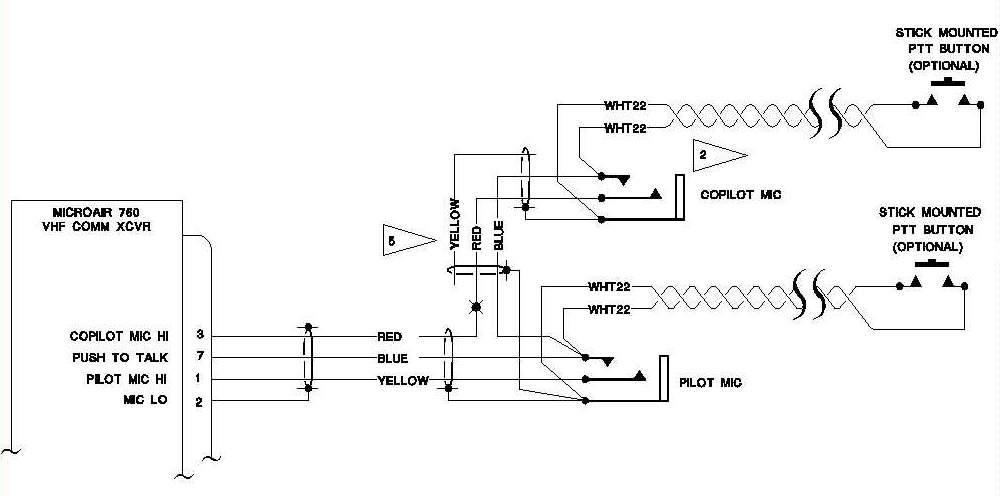 STICK MOUNTED
PTT BUTTON
(OPTIONAL)
WHT22
WHT22
2
COPILOT MIC
MICROAIR 760
VHF COMM XCVR
5
YELLOW
RED
BLUE
STICK MOUNTED
PTT BUTTON
(OPTIONAL)
WHT22
WHT22
COPILOT MIC HI 3 RED
PUSH TO TALK 7 BLUE
PILOT MIC HI 1 YELLOW
MIC LO 2
PILOT MIC